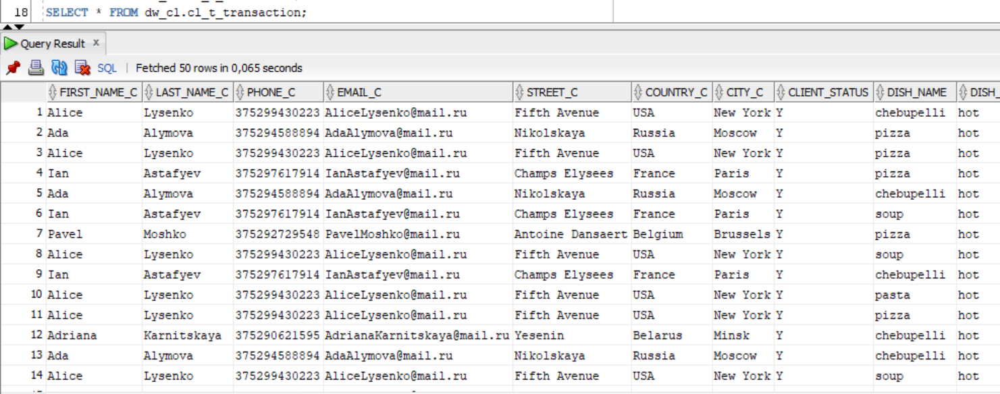 18 SELECT * FROM dw_cl.cl_t_transaction;
Query Result x
SQL | Fetched 50 rows in 0,065 seconds
FIRST_NAME_C LAST_NAME_C PHONE_C EMAIL_C STREET_C COUNTRY_C CITY_C CLIENT_STATUS DISH_NAME DISH_
1 Alice Lysenko 375299430223 AliceLysenko@mail.ru Fifth Avenue USA New York Y chebupelli hot
2 Ada Alymova 375294588894 AdaAlymova@mail.ru Nikolskaya Russia Moscow Y pizza hot
3 Alice Lysenko 375299430223 AliceLysenko@mail.ru Fifth Avenue USA New York Y pizza hot
4 Ian Astafyev 375297617914 IanAstafyev@mail.ru Champs Elysees France Paris Y pizza hot
5 Ada Alymova 375294588894 AdaAlymova@mail.ru Nikolskaya Russia Moscow Y chebupelli hot
6 Ian Astafyev 375297617914 IanAstafyev@mail.ru Champs Elysees France Paris Y soup hot
7 Pavel Moshko 375292729548 PavelMoshko@mail.ru Antoine Dansaert Belgium Brussels Y pizza hot
8 Alice Lysenko 375299430223 AliceLysenko@mail.ru Fifth Avenue USA New York Y soup hot
9 Ian Astafyev 375297617914 IanAstafyev@mail.ru Champs Elysees France Paris Y chebupelli hot
10 Alice Lysenko 375299430223 AliceLysenko@mail.ru Fifth Avenue USA New York Y pasta hot
11 Alice Lysenko 375299430223 AliceLysenko@mail.ru Fifth Avenue USA New York Y pizza hot
12 Adriana Karnitskaya 375290621595 AdrianaKarnitskaya@mail.ru Yesenin Belarus Minsk Y chebupelli hot
13 Ada Alymova 375294588894 AdaAlymova@mail.ru Nikolskaya Russia Moscow Y chebupelli hot
14 Alice Lysenko 375299430223 AliceLysenko@mail.ru Fifth Avenue USA New York Y soup hot